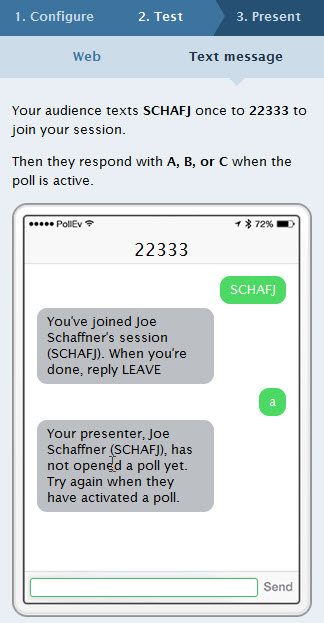 1. Configure 2. Test 3. Present
Web Text message
Your audience texts SCHAFJ once to 22333 to
join your session.
Then they respond with A, B, or C when the
poll is active.
PollEv 72%
22333
SCHAFJ
You've joined Joe
Schaffner's session
(SCHAFJ). When you're
done, reply LEAVE
a
Your presenter, Joe
Schaffner (SCHAFJ), has
not opened a poll yet.
Try again when they
have activated a poll.
Send